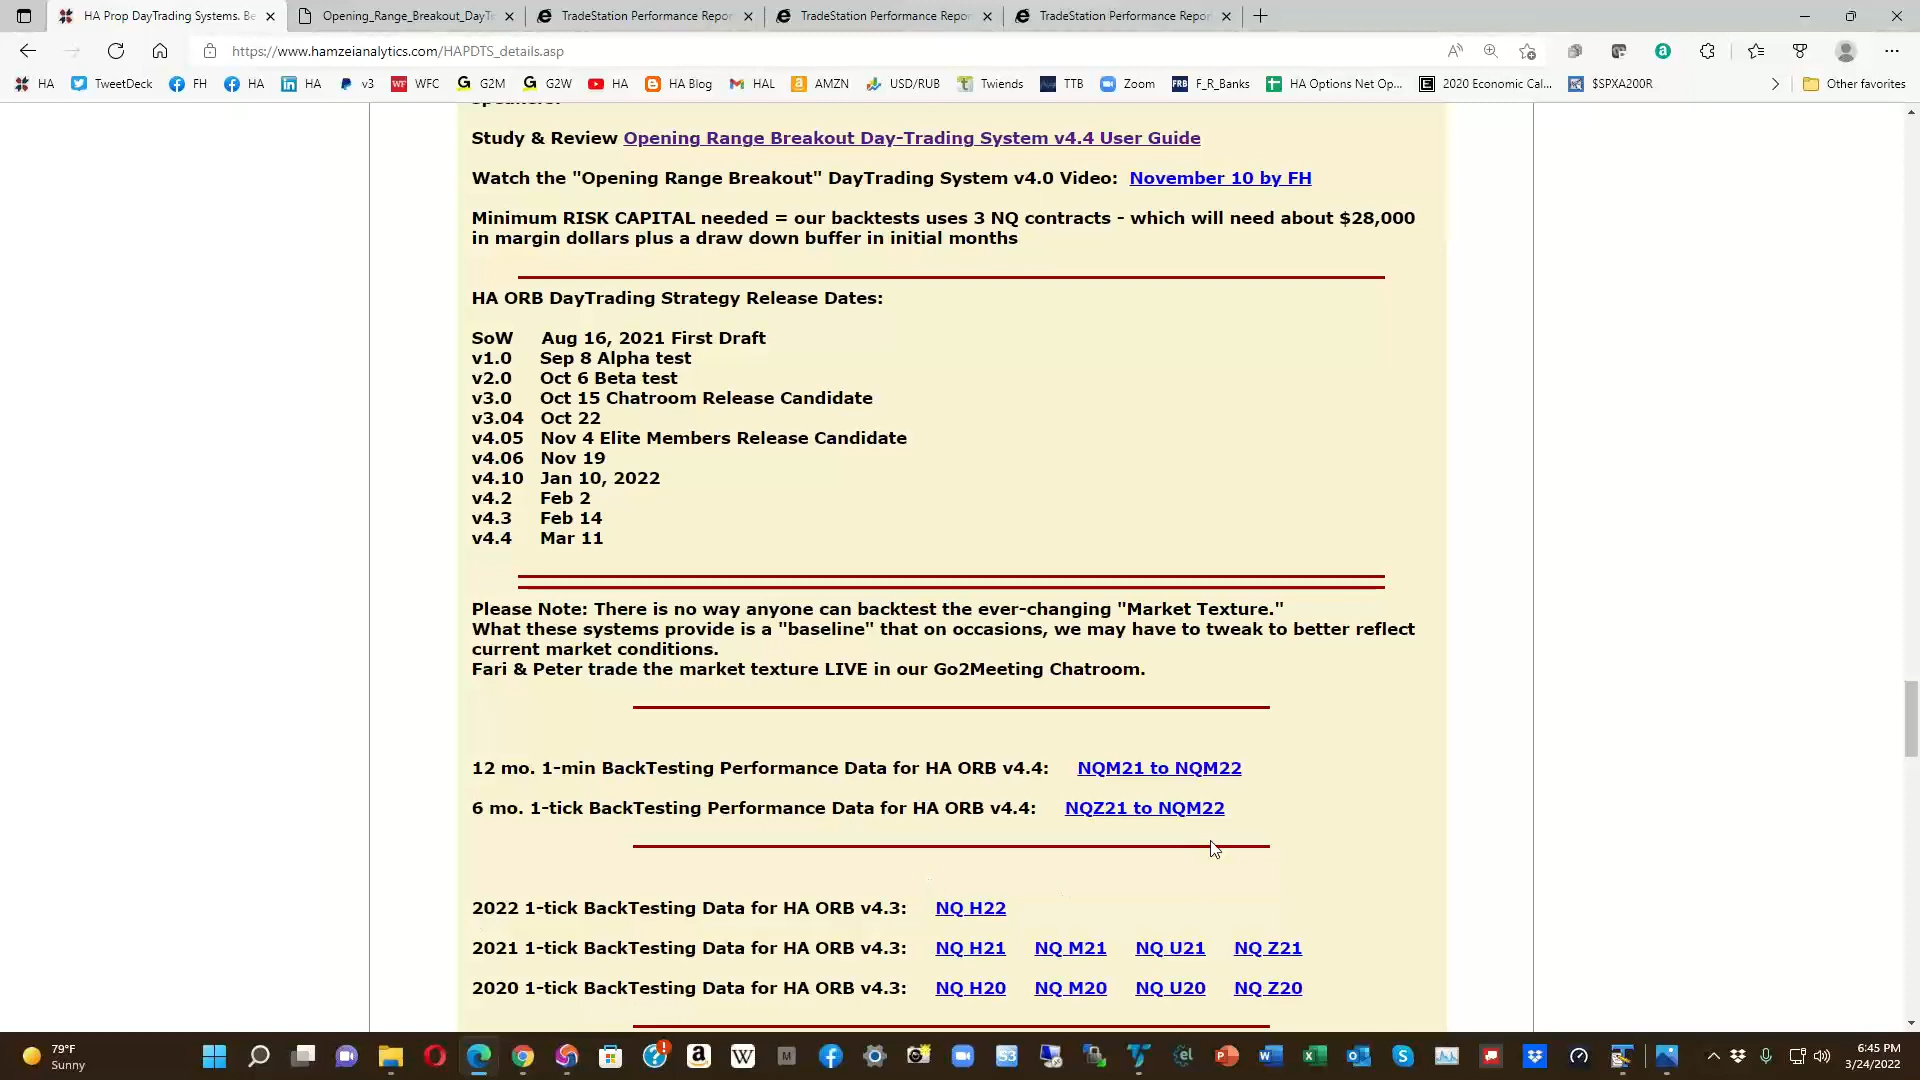 HA Prop DayTrading Systems. Be
Opening_Range_Breakout_DayTr
TradeStation Performance Repor
TradeStation Performance Repor
TradeStation Performance Repor
https://www.hamzeianalytics.com/HAPDTS_details.asp
HA
TweetDeck
FH
HA
HA
v3
WFC
G2M
G2W
HA
HA Blog
HAL
AMZN
USD/RUB
Twiends
TTB
Zoom
F_R_Banks
HA Options Net Op...
2020 Economic Cal...
$SPXA200R
Other favorites
Study & Review Opening Range Breakout Day-Trading System v4.4 User Guide
Watch the "Opening Range Breakout" DayTrading System v4.0 Video: November 10 by FH
Minimum RISK CAPITAL needed = our backtests uses 3 NQ contracts - which will need about $28,000
in margin dollars plus a draw down buffer in initial months
HA ORB DayTrading Strategy Release Dates:
SoW Aug 16, 2021 First Draft
v1.0 Sep 8 Alpha test
v2.0 Oct 6 Beta test
v3.0 Oct 15 Chatroom Release Candidate
v3.04 Oct 22
v4.05 Nov 4 Elite Members Release Candidate
v4.06 Nov 19
v4.10 Jan 10, 2022
v4.2 Feb 2
v4.3 Feb 14
v4.4 Mar 11
Please Note: There is no way anyone can backtest the ever-changing "Market Texture."
What these systems provide is a "baseline" that on occasions, we may have to tweak to better reflect
current market conditions.
Fari & Peter trade the market texture LIVE in our Go2Meeting Chatroom.
12 mo. 1-min BackTesting Performance Data for HA ORB v4.4: NQM21 to NQM22
6 mo. 1-tick BackTesting Performance Data for HA ORB v4.4: NQZ21 to NQM22
2022 1-tick BackTesting Data for HA ORB v4.3: NQ H22
2021 1-tick BackTesting Data for HA ORB v4.3: NQ H21 NQ M21 NQ U21 NQ Z21
2020 1-tick BackTesting Data for HA ORB v4.3: NQ H20 NQ M20 NQ U20 NQ Z20
79°F
Sunny
6:45 PM
3/24/2022